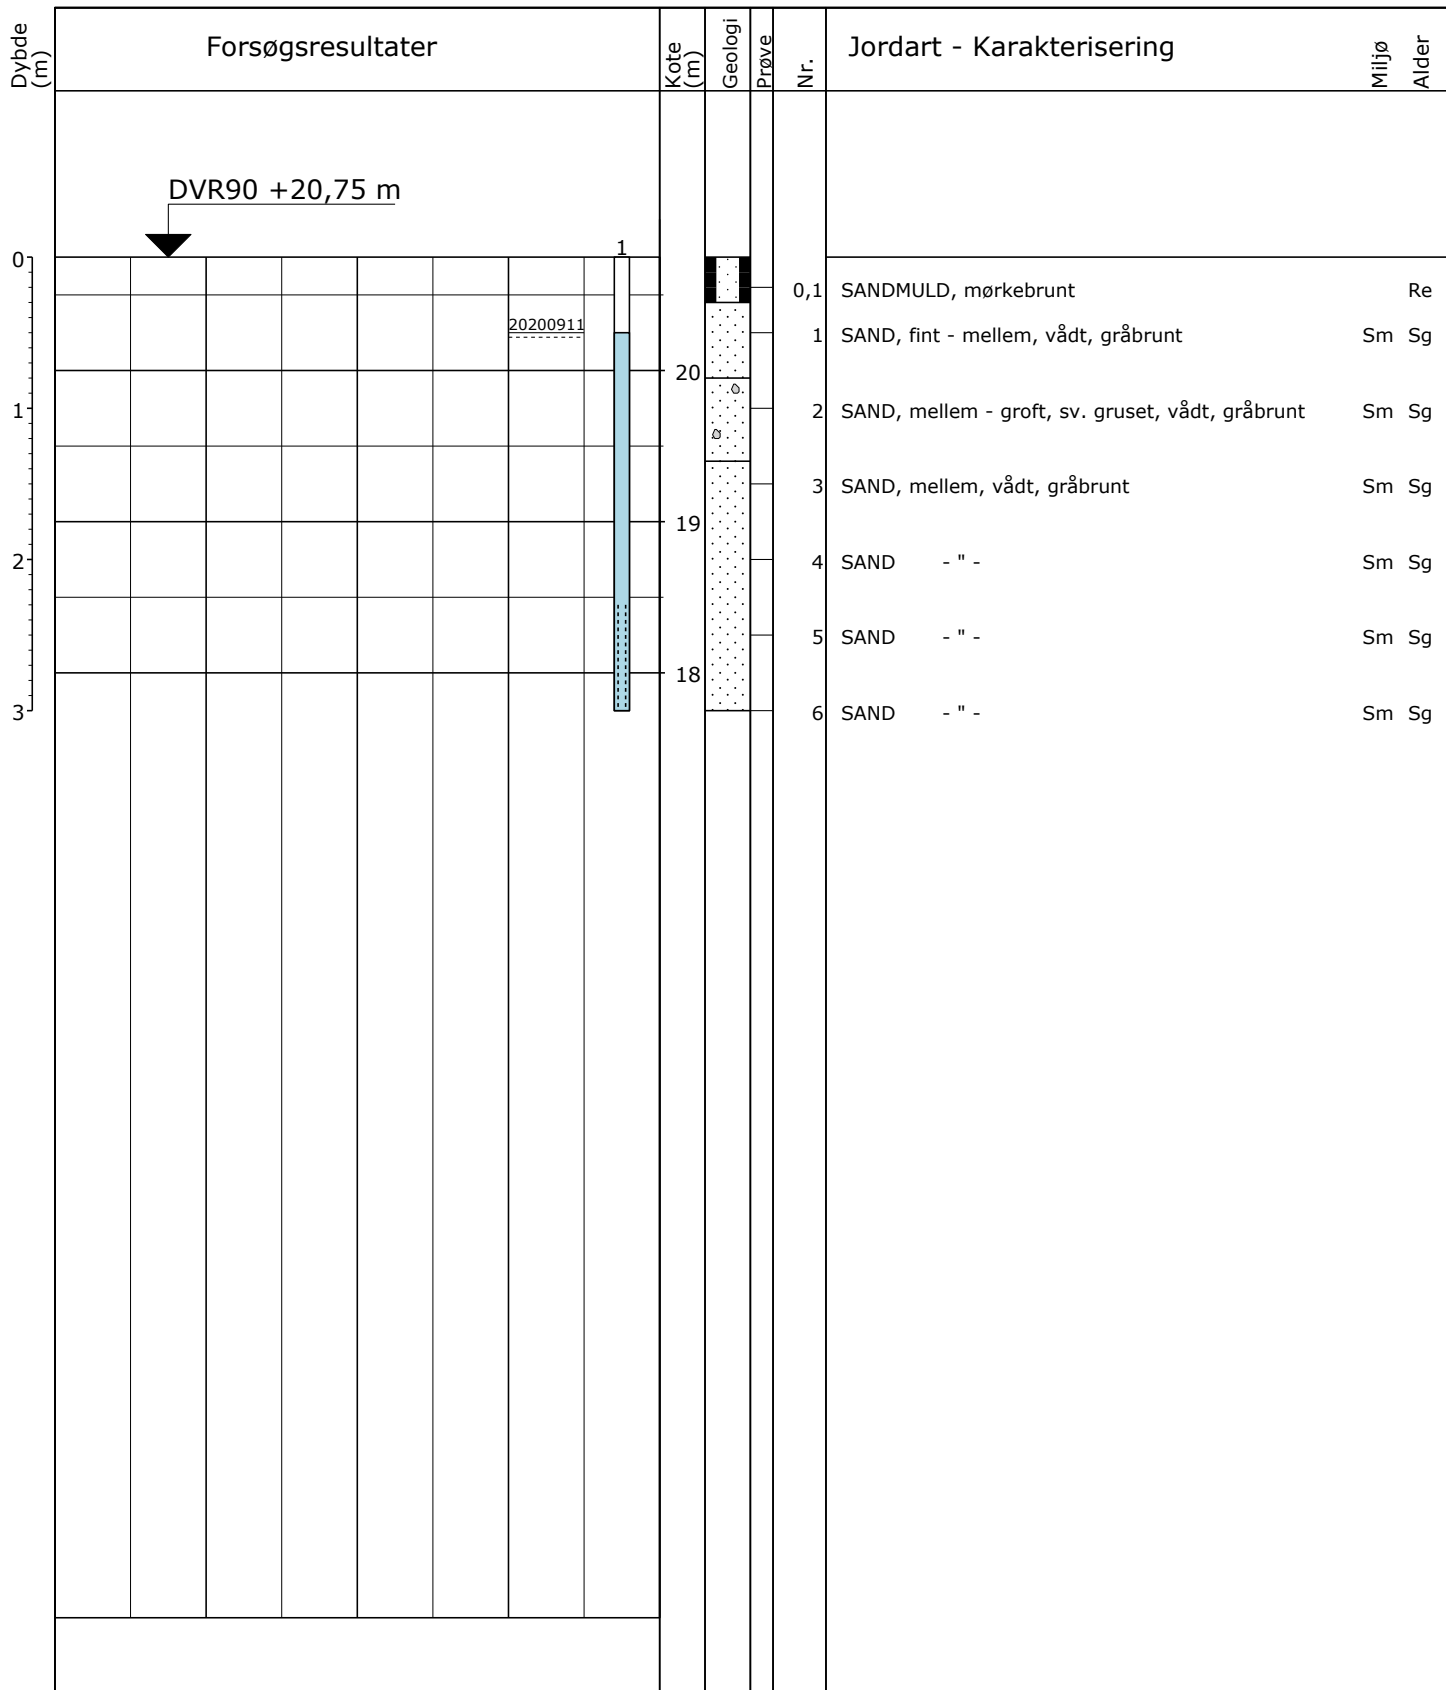 Dybde (m)
Forsøgsresultater
Kote (m)
Geologi
Prøve
Nr.
Jordart - Karakterisering
Miljø
Alder
DVR90 +20,75 m
0
1
0,1 SANDMULD, mørkebrunt Re
20200911
1 SAND, fint - mellem, vådt, gråbrunt Sm Sg
20
1
2 SAND, mellem - groft, sv. gruset, vådt, gråbrunt Sm Sg
3 SAND, mellem, vådt, gråbrunt Sm Sg
19
2
4 SAND - " - Sm Sg
5 SAND - " - Sm Sg
18
3
6 SAND - " - Sm Sg